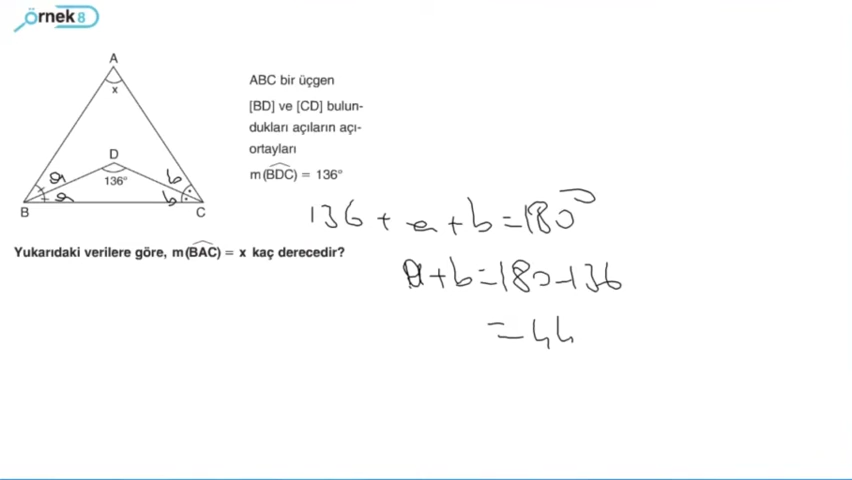 örnek 8
A
x
ABC bir üçgen
[BD] ve [CD] bulun-
dukları açıların açı-
ortayları
m(BDC) = 136°
D
136°
a
a
b
b
B
C
136 + a + b = 180°
a + b = 180 - 136
= 44
Yukarıdaki verilere göre, m(BAC) = x kaç derecedir?